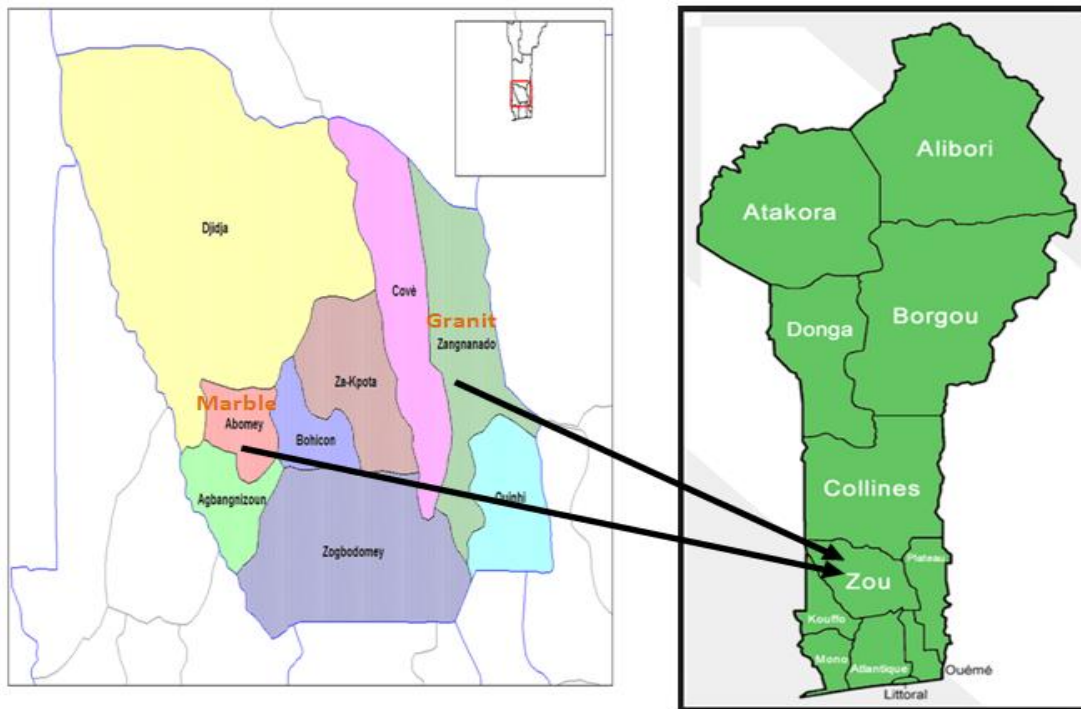 Djidja
Covè
Granit
Zangnanado
Za-Kpota
Marble
Abomey
Bohicon
Agbangnizoun
Ouinhi
Zogbodomey
Alibori
Atakora
Borgou
Donga
Collines
Plateau
Zou
Kouffo
Mono
Atlantique
Ouémé
Littoral